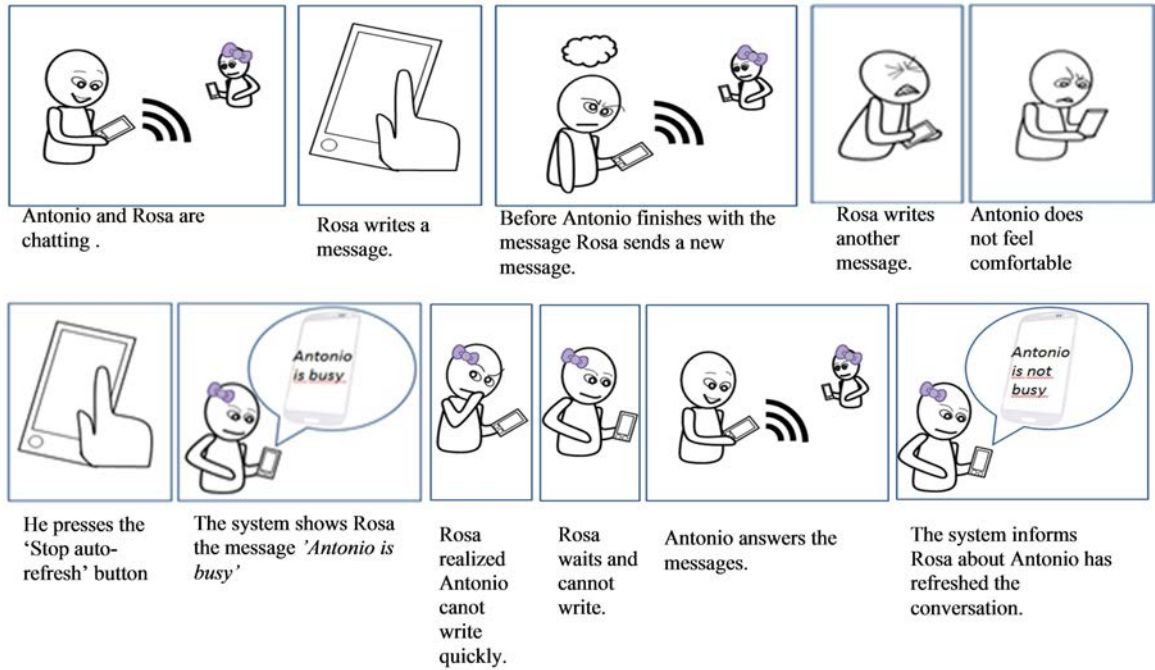 Antonio and Rosa are
chatting .
Rosa writes a
message.
Before Antonio finishes with the
message Rosa sends a new
message.
Rosa writes
another
message.
Antonio does
not feel
comfortable
Antonio
is busy
Antonio
is not
busy
He presses the
‘Stop auto-
refresh’ button
The system shows Rosa
the message ’Antonio is
busy’
Rosa
realized
Antonio
canot
write
quickly.
Rosa
waits and
cannot
write.
Antonio answers the
messages.
The system informs
Rosa about Antonio has
refreshed the
conversation.